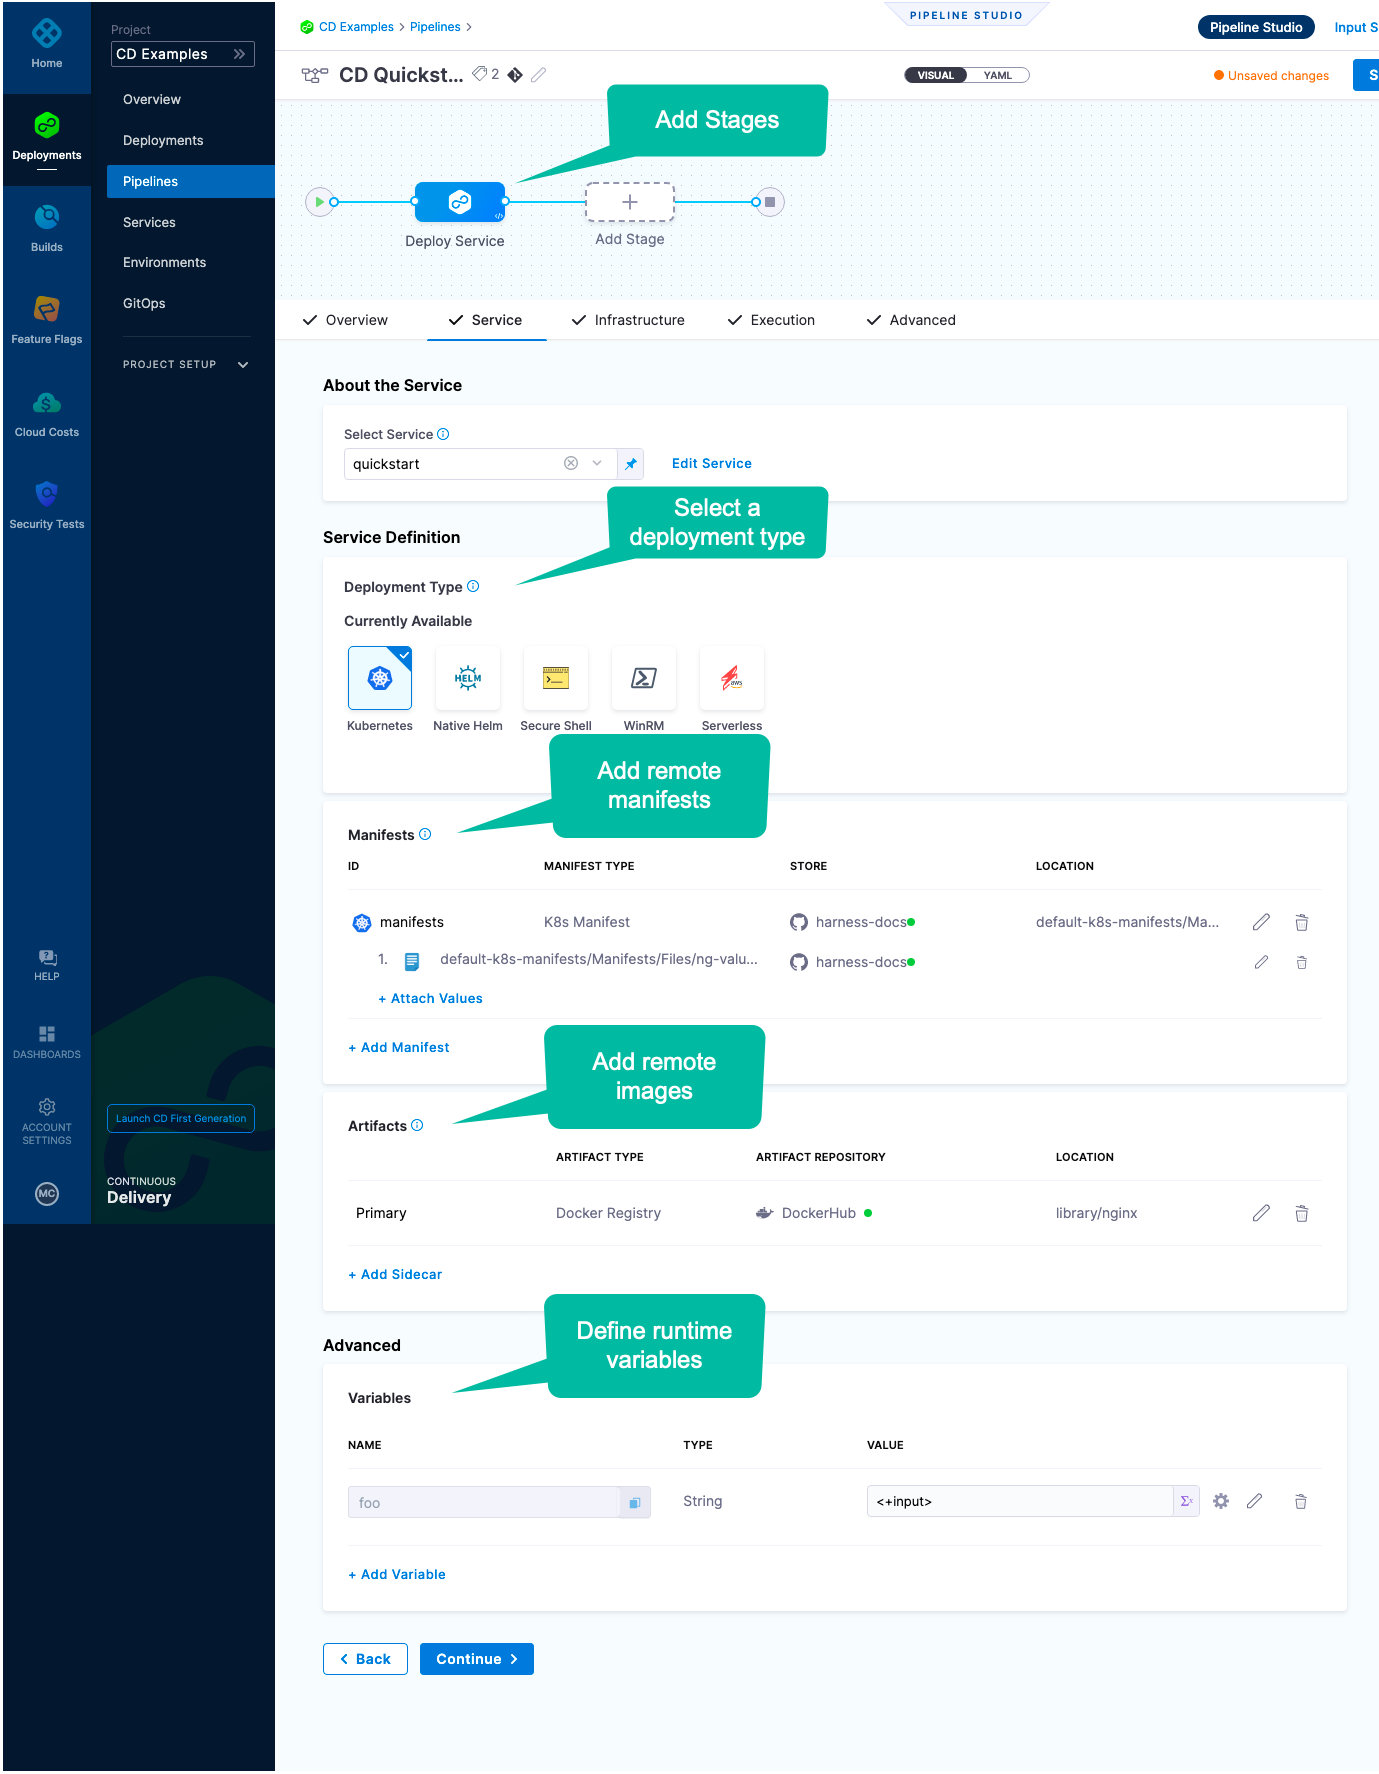 Home
Deployments
Builds
Feature Flags
Cloud Costs
Security Tests
HELP
DASHBOARDS
ACCOUNT
SETTINGS
MC
Project
CD Examples
Overview
Deployments
Pipelines
Services
Environments
GitOps
PROJECT SETUP
Launch CD First Generation
CONTINUOUS
Delivery
CD Examples > Pipelines >
PIPELINE STUDIO
Pipeline Studio
Input S
CD Quickst... 2
VISUAL YAML
Unsaved changes
S
Add Stages
Deploy Service
Add Stage
Overview
Service
Infrastructure
Execution
Advanced
About the Service
Select Service
quickstart
Edit Service
Select a
deployment type
Service Definition
Deployment Type
Currently Available
HELM
aws
Kubernetes
Native Helm
Secure Shell
WinRM
Serverless
Add remote
manifests
Manifests
ID MANIFEST TYPE STORE LOCATION
manifests K8s Manifest harness-docs default-k8s-manifests/Ma...
1. default-k8s-manifests/Manifests/Files/ng-valu... harness-docs
+ Attach Values
+ Add Manifest
Add remote
images
Artifacts
ARTIFACT TYPE ARTIFACT REPOSITORY LOCATION
Primary Docker Registry DockerHub library/nginx
+ Add Sidecar
Define runtime
variables
Advanced
Variables
NAME TYPE VALUE
foo String <+input>
+ Add Variable
Back
Continue